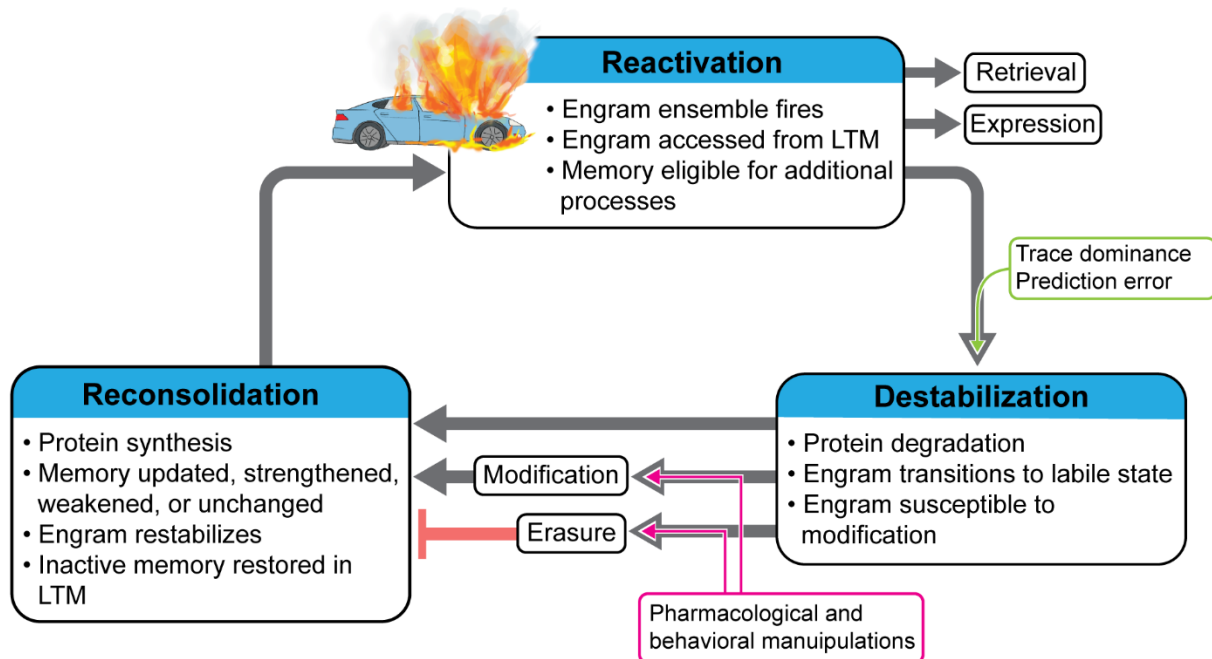 Reactivation
• Engram ensemble fires
• Engram accessed from LTM
• Memory eligible for additional
processes
Retrieval
Expression
Trace dominance
Prediction error
Destabilization
• Protein degradation
• Engram transitions to labile state
• Engram susceptible to
modification
Reconsolidation
• Protein synthesis
• Memory updated, strengthened,
weakened, or unchanged
• Engram restabilizes
• Inactive memory restored in
LTM
Modification
Erasure
Pharmacological and
behavioral manuipulations